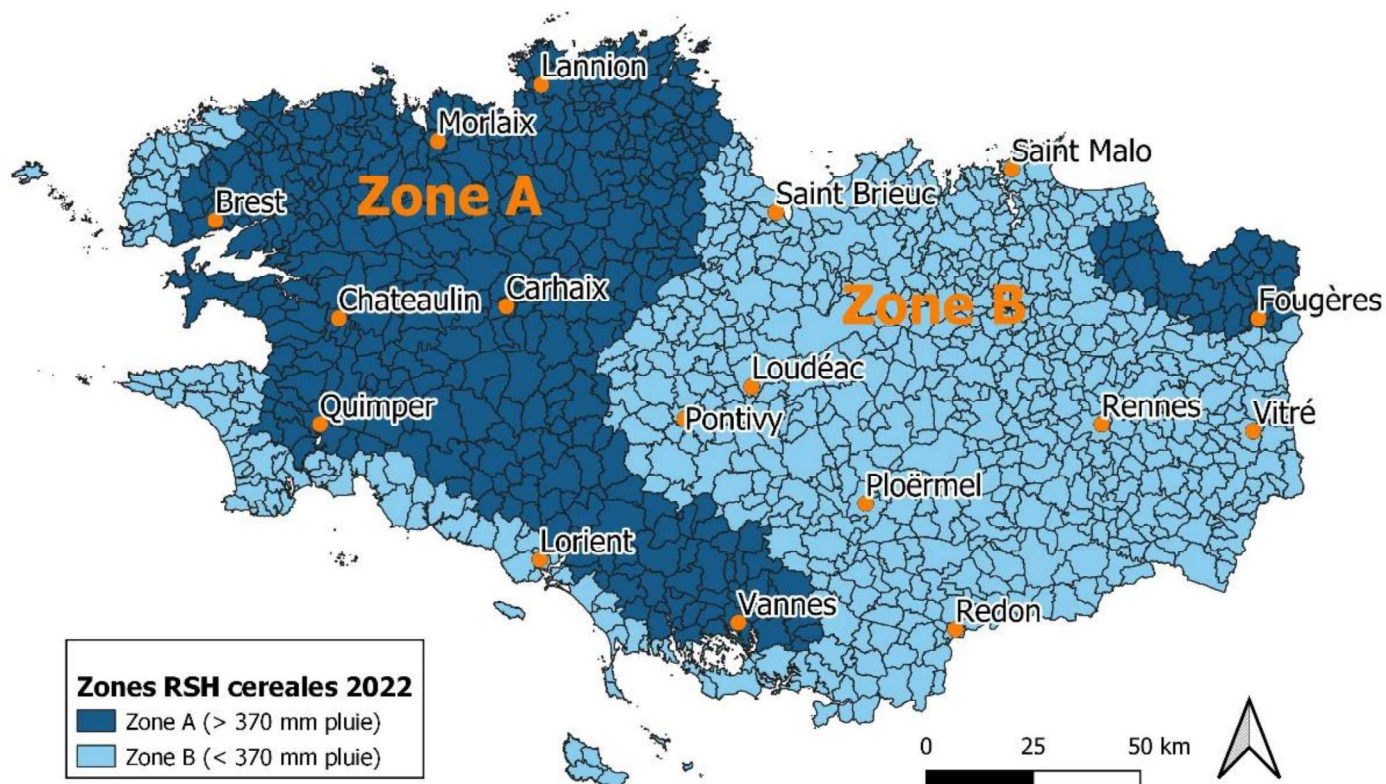 Lannion
Morlaix
Saint Malo
Zone A
Brest
Saint Brieuc
Carhaix
Chateaulin
Zone B
Fougères
Loudéac
Quimper
Pontivy
Rennes
Vitré
Ploërmel
Lorient
Vannes
Redon
Zones RSH cereales 2022
Zone A (> 370 mm pluie)
Zone B (< 370 mm pluie)
0 25 50 km